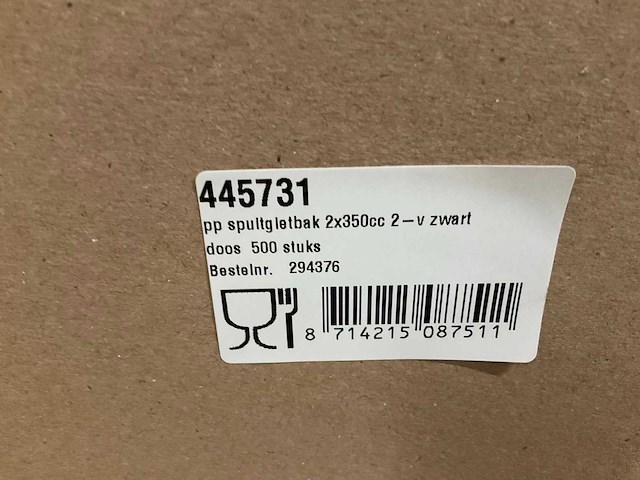 445731
pp spuitgietbak 2x350cc 2-v zwart
doos 500 stuks
Bestelnr. 294376
8 714215 087511